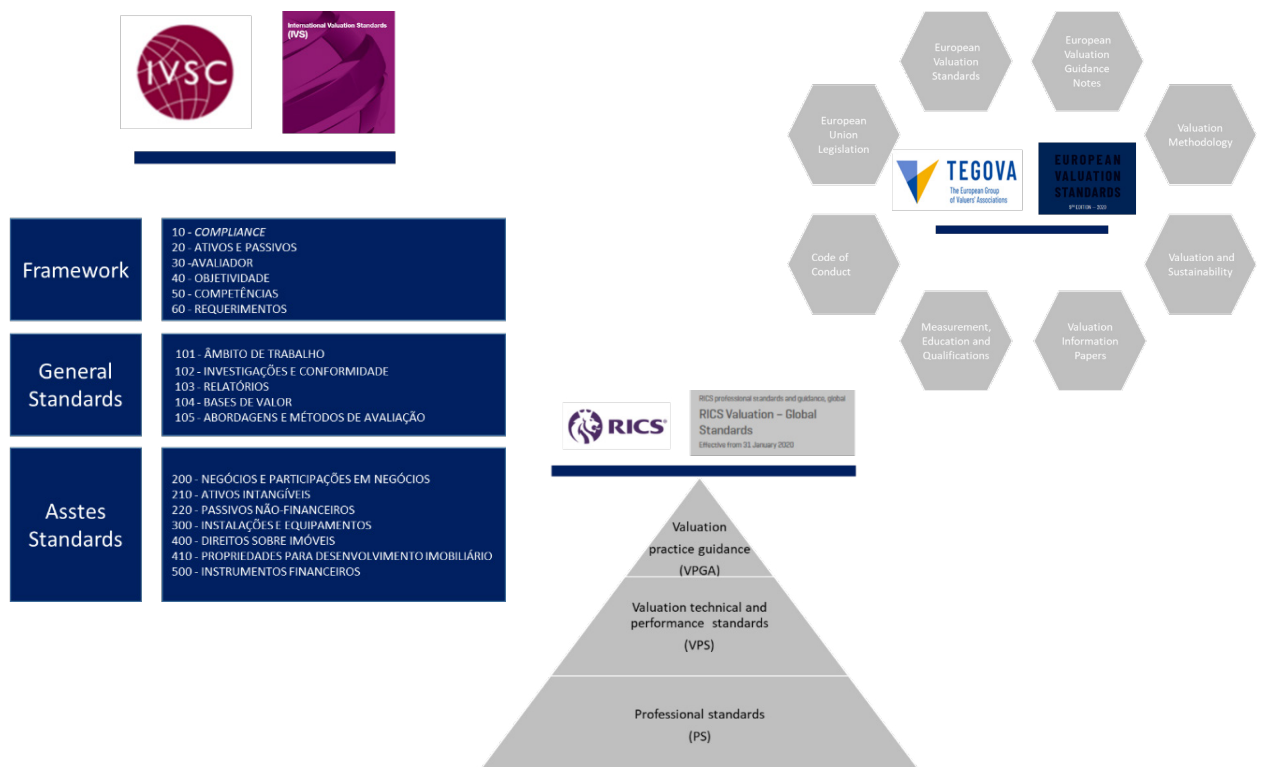 IVSC
International Valuation Standards
(IVS)
Framework
10 - COMPLIANCE
20 - ATIVOS E PASSIVOS
30 -AVALIADOR
40 - OBJETIVIDADE
50 - COMPETÊNCIAS
60 - REQUERIMENTOS
General
Standards
101 - ÂMBITO DE TRABALHO
102 - INVESTIGAÇÕES E CONFORMIDADE
103 - RELATÓRIOS
104 - BASES DE VALOR
105 - ABORDAGENS E MÉTODOS DE AVALIAÇÃO
Asstes
Standards
200 - NEGÓCIOS E PARTICIPAÇÕES EM NEGÓCIOS
210 - ATIVOS INTANGÍVEIS
220 - PASSIVOS NÃO-FINANCEIROS
300 - INSTALAÇÕES E EQUIPAMENTOS
400 - DIREITOS SOBRE IMÓVEIS
410 - PROPRIEDADES PARA DESENVOLVIMENTO IMOBILIÁRIO
500 - INSTRUMENTOS FINANCEIROS
European
Valuation
Standards
European
Valuation
Guidance
Notes
European
Union
Legislation
Valuation
Methodology
TEGOVA
The European Group
of Valuers' Associations
EUROPEAN
VALUATION
STANDARDS
9TH EDITION – 2020
Code of
Conduct
Valuation and
Sustainability
Measurement,
Education and
Qualifications
Valuation
Information
Papers
RICS
RICS professional standards and guidance, global
RICS Valuation – Global
Standards
Effective from 31 January 2020
Valuation
practice guidance
(VPGA)
Valuation technical and
performance standards
(VPS)
Professional standards
(PS)